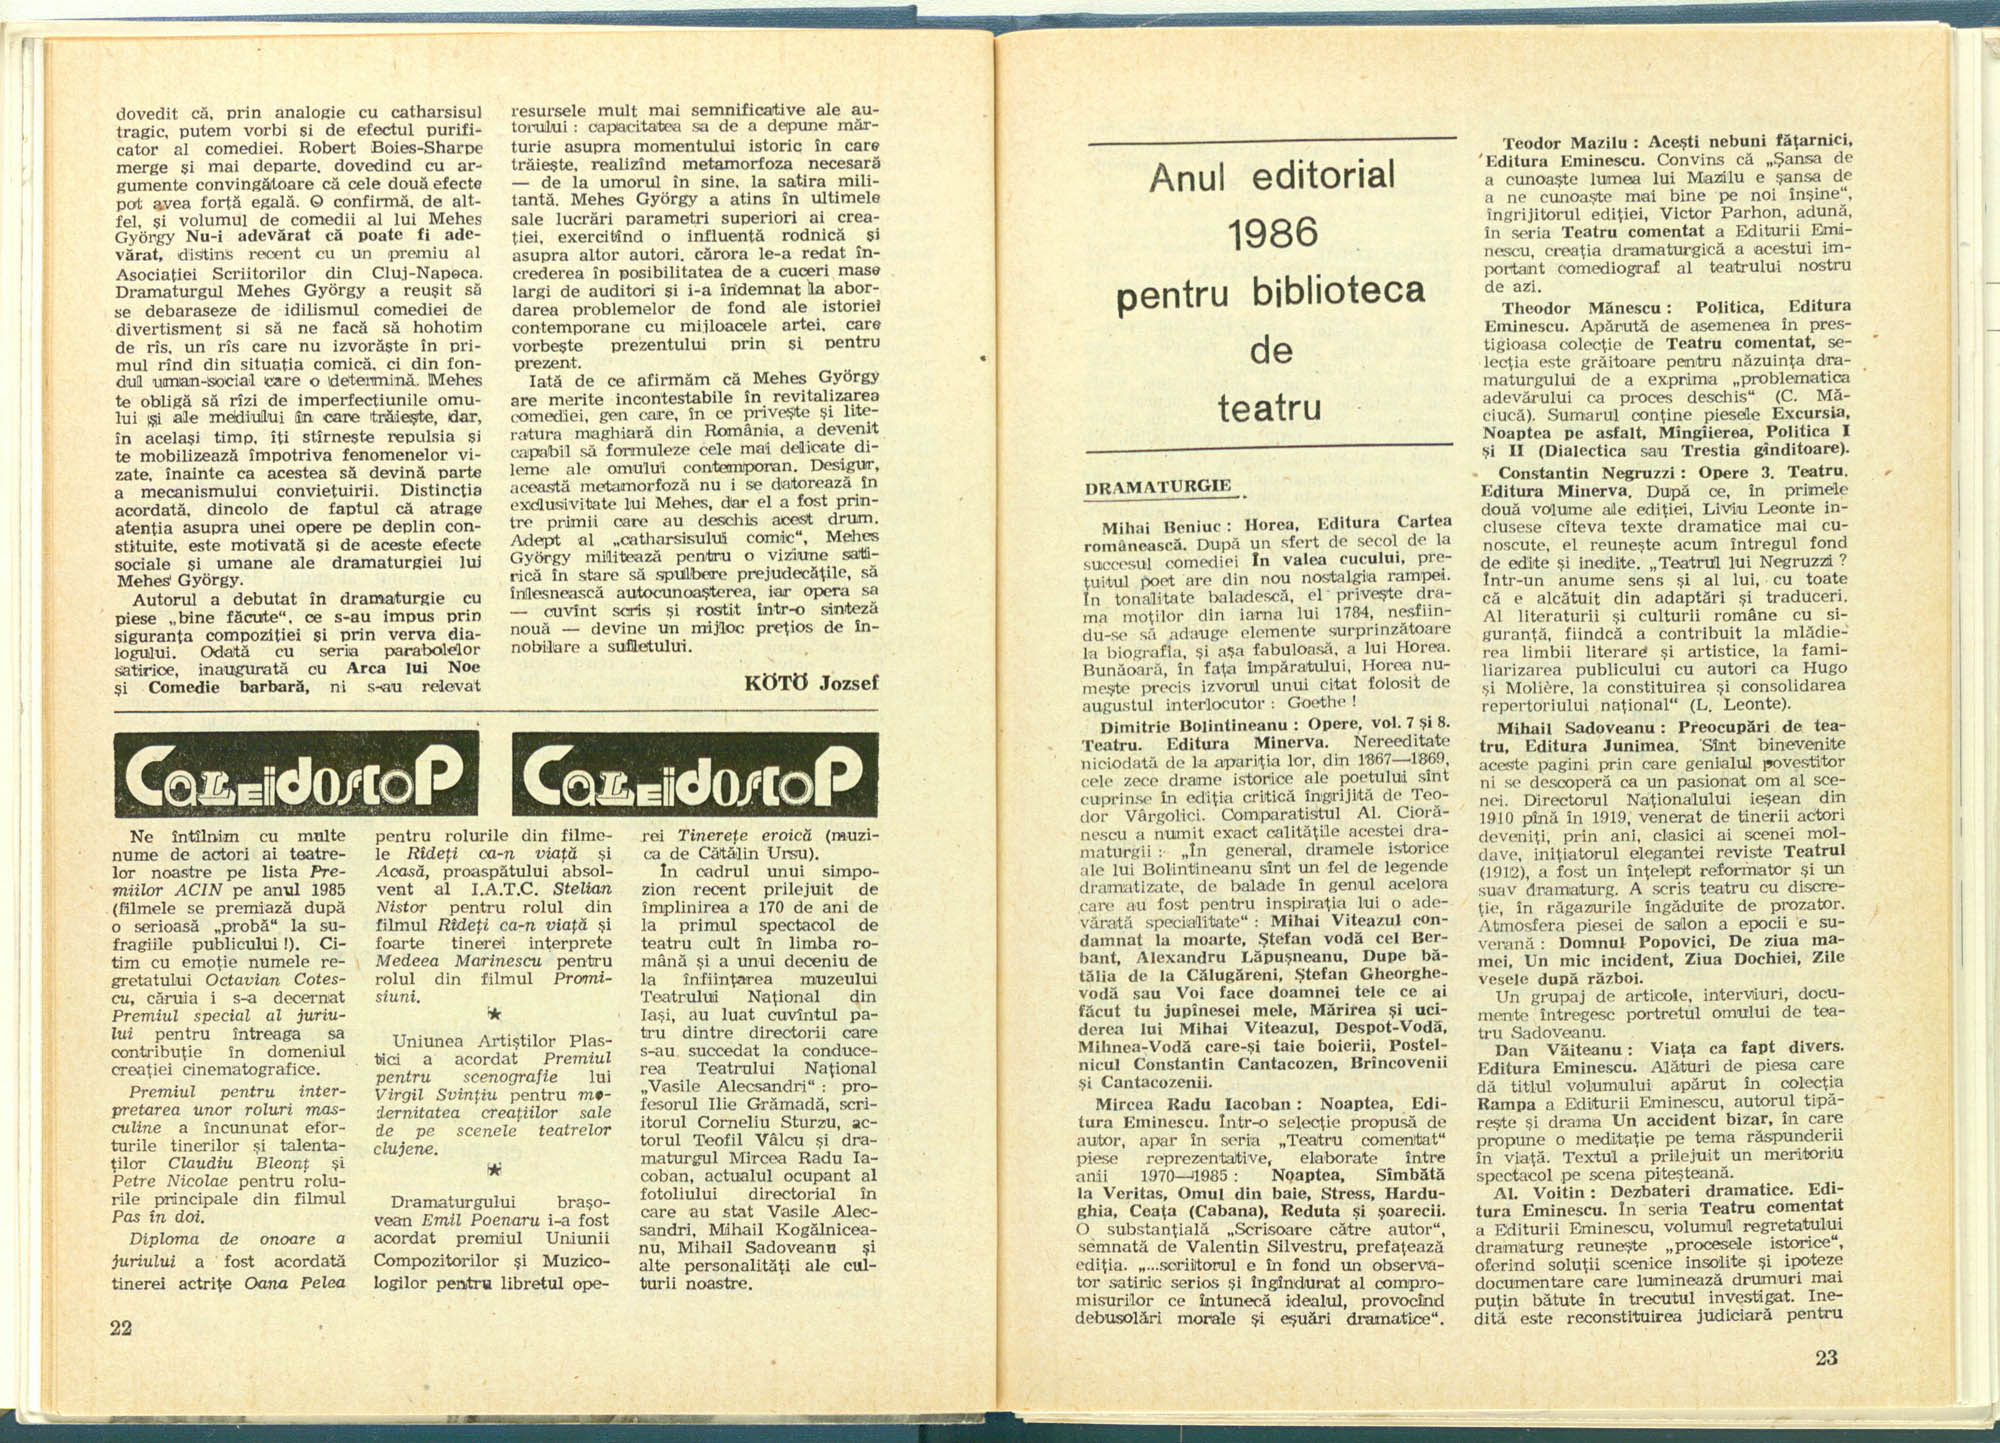 dovedit că, prin analogie cu catharsisul
tragic, putem vorbi și de efectul purifi-
cator al comediei. Robert Boies-Sharpe
merge și mai departe, dovedind cu ar-
gumente convingătoare că cele două efecte
pot avea forță egală. O confirmă, de alt-
fel, și volumul de comedii al lui Mehes
György Nu-i adevărat că poate fi ade-
vărat, distins recent cu un premiu al
Asociației Scriitorilor din Cluj-Napoca.
Dramaturgul Mehes György a reușit să
se debaraseze de idilismul comediei de
divertisment si să ne facă să hohotim
de rîs, un rîs care nu izvorăște în pri-
mul rînd din situația comică, ci din fon-
dul uman-social care o determină. Mehes
te obligă să rîzi de imperfecțiunile omu-
lui și ale mediului în care trăiește, dar,
în același timp, îți stîrnește repulsia și
te mobilizează împotriva fenomenelor vi-
zate, înainte ca acestea să devină parte
a mecanismului conviețuirii. Distincția
acordată, dincolo de faptul că atrage
atenția asupra unei opere pe deplin con-
stituite, este motivată și de aceste efecte
sociale și umane ale dramaturgiei lui
Mehes György.
Autorul a debutat în dramaturgie cu
piese „bine făcute“, ce s-au impus prin
siguranța compoziției și prin verva dia-
logului. Odată cu seria parabolelor
satirice, inaugurată cu Arca lui Noe
și Comedie barbară, ni s-au relevat
resursele mult mai semnificative ale au-
torului : capacitatea sa de a depune măr-
turie asupra momentului istoric în care
trăiește, realizînd metamorfoza necesară
— de la umorul în sine, la satira mili-
tantă. Mehes György a atins în ultimele
sale lucrări parametri superiori ai crea-
ției, exercitînd o influență rodnică și
asupra altor autori, cărora le-a redat în-
crederea în posibilitatea de a cuceri mase
largi de auditori și i-a îndemnat la abor-
darea problemelor de fond ale istoriei
contemporane cu mijloacele artei, care
vorbește prezentului prin și pentru
prezent.
Iată de ce afirmăm că Mehes György
are merite incontestabile în revitalizarea
comediei, gen care, în ce privește și lite-
ratura maghiară din România, a devenit
capabil să formuleze cele mai delicate di-
leme ale omului contemporan. Desigur,
această metamorfoză nu i se datorează în
exclusivitate lui Mehes, dar el a fost prin-
tre primii care au deschis acest drum.
Adept al „catharsisului comic“, Mehes
György militează pentru o viziune sati-
rică în stare să spulbere prejudecățile, să
înlesnească autocunoașterea, iar opera sa
— cuvînt scris și rostit într-o sinteză
nouă — devine un mijloc prețios de în-
nobilare a sufletului.
KÖTÖ Jozsef
CALEIDOSCOP
CALEIDOSCOP
Ne întîlnim cu multe
nume de actori ai teatre-
lor noastre pe lista Pre-
miilor ACIN pe anul 1985
(filmele se premiază după
o serioasă „probă“ la su-
fragiile publicului !). Ci-
tim cu emoție numele re-
gretatului Octavian Cotes-
cu, căruia i s-a decernat
Premiul special al juriu-
lui pentru întreaga sa
contribuție în domeniul
creației cinematografice.
Premiul pentru inter-
pretarea unor roluri mas-
culine a încununat efor-
turile tinerilor și talenta-
ților Claudiu Bleonț și
Petre Nicolae pentru rolu-
rile principale din filmul
Pas în doi.
Diploma de onoare a
juriului a fost acordată
tinerei actrițe Oana Pelea
pentru rolurile din filme-
le Rîdeți ca-n viață și
Acasă, proaspătului absol-
vent al I.A.T.C. Stelian
Nistor pentru rolul din
filmul Rîdeți ca-n viață și
foarte tinerei interprete
Medeea Marinescu pentru
rolul din filmul Promi-
siuni.
★
Uniunea Artiștilor Plas-
tici a acordat Premiul
pentru scenografie lui
Virgil Svințiu pentru mo-
dernitatea creațiilor sale
de pe scenele teatrelor
clujene.
★
Dramaturgului brașo-
vean Emil Poenaru i-a fost
acordat premiul Uniunii
Compozitorilor și Muzico-
logilor pentru libretul ope-
rei Tinerețe eroică (muzi-
ca de Cătălin Ursu).
În cadrul unui simpo-
zion recent prilejuit de
împlinirea a 170 de ani de
la primul spectacol de
teatru cult în limba ro-
mână și a unui deceniu de
la înființarea muzeului
Teatrului Național din
Iași, au luat cuvîntul pa-
tru dintre directorii care
s-au succedat la conduce-
rea Teatrului Național
„Vasile Alecsandri“ : pro-
fesorul Ilie Grămadă, scri-
itorul Corneliu Sturzu, ac-
torul Teofil Vâlcu și dra-
maturgul Mircea Radu Ia-
coban, actualul ocupant al
fotoliului directorial în
care au stat Vasile Alec-
sandri, Mihail Kogălnicea-
nu, Mihail Sadoveanu și
alte personalități ale cul-
turii noastre.
22
Anul editorial
1986
pentru biblioteca
de
teatru
DRAMATURGIE
Mihai Beniuc : Horea, Editura Cartea
românească. După un sfert de secol de la
succesul comediei În valea cucului, pre-
țuitul poet are din nou nostalgia rampei.
În tonalitate baladescă, el privește dra-
ma moților din iarna lui 1784, nesfiin-
du-se să adauge elemente surprinzătoare
la biografia, și așa fabuloasă, a lui Horea.
Bunăoară, în fața împăratului, Horea nu-
mește precis izvorul unui citat folosit de
augustul interlocutor : Goethe !
Dimitrie Bolintineanu : Opere, vol. 7 și 8.
Teatru. Editura Minerva. Nereeditate
niciodată de la apariția lor, din 1867—1869,
cele zece drame istorice ale poetului sînt
cuprinse în ediția critică îngrijită de Teo-
dor Vârgolici. Comparatistul Al. Cioră-
nescu a numit exact calitățile acestei dra-
maturgii : „În general, dramele istorice
ale lui Bolintineanu sînt un fel de legende
dramatizate, de balade în genul acelora
care au fost pentru inspirația lui o ade-
vărată specialitate“ : Mihai Viteazul con-
damnat la moarte, Ștefan vodă cel Ber-
bant, Alexandru Lăpușneanu, Dupe bă-
tălia de la Călugăreni, Ștefan Gheorghe-
vodă sau Voi face doamnei tele ce ai
făcut tu jupînesei mele, Mărirea și uci-
derea lui Mihai Viteazul, Despot-Vodă,
Mihnea-Vodă care-și taie boierii, Postel-
nicul Constantin Cantacozen, Brîncovenii
și Cantacozenii.
Mircea Radu Iacoban : Noaptea, Edi-
tura Eminescu. Într-o selecție propusă de
autor, apar în seria „Teatru comentat“
piese reprezentative, elaborate între
anii 1970—1985 : Noaptea, Sîmbătă
la Veritas, Omul din baie, Stress, Hardu-
ghia, Ceața (Cabana), Reduta și șoarecii.
O substanțială „Scrisoare către autor“,
semnată de Valentin Silvestru, prefațează
ediția. „...scriitorul e în fond un observa-
tor satiric serios și îngîndurat al compro-
misurilor ce întunecă idealul, provocînd
debusolări morale și eșuări dramatice“.
Teodor Mazilu : Acești nebuni fățarnici,
Editura Eminescu. Convins că „Șansa de
a cunoaște lumea lui Mazilu e șansa de
a ne cunoaște mai bine pe noi înșine“,
îngrijitorul ediției, Victor Parhon, adună,
în seria Teatru comentat a Editurii Emi-
nescu, creația dramaturgică a acestui im-
portant comediograf al teatrului nostru
de azi.
Theodor Mănescu : Politica, Editura
Eminescu. Apărută de asemenea în pres-
tigioasa colecție de Teatru comentat, se-
lecția este grăitoare pentru năzuința dra-
maturgului de a exprima „problematica
adevărului ca proces deschis“ (C. Mă-
ciucă). Sumarul conține piesele Excursia,
Noaptea pe asfalt, Mîngîierea, Politica I
și II (Dialectica sau Trestia gînditoare).
Constantin Negruzzi : Opere 3. Teatru.
Editura Minerva. După ce, în primele
două volume ale ediției, Liviu Leonte in-
clusese cîteva texte dramatice mai cu-
noscute, el reunește acum întregul fond
de edite și inedite. „Teatrul lui Negruzzi ?
Într-un anume sens și al lui, cu toate
că e alcătuit din adaptări și traduceri.
Al literaturii și culturii române cu si-
guranță, fiindcă a contribuit la mlădie-
rea limbii literare și artistice, la fami-
liarizarea publicului cu autori ca Hugo
și Molière, la constituirea și consolidarea
repertoriului național“ (L. Leonte).
Mihail Sadoveanu : Preocupări de tea-
tru, Editura Junimea. Sînt binevenite
aceste pagini prin care genialul povestitor
ni se descoperă ca un pasionat om al sce-
nei. Directorul Naționalului ieșean din
1910 pînă în 1919, venerat de tinerii actori
deveniți, prin ani, clasici ai scenei mol-
dave, inițiatorul elegantei reviste Teatrul
(1912), a fost un înțelept reformator și un
suav dramaturg. A scris teatru cu discre-
ție, în răgazurile îngăduite de prozator.
Atmosfera piesei de salon a epocii e su-
verană : Domnul Popovici, De ziua ma-
mei, Un mic incident, Ziua Dochiei, Zile
vesele după război.
Un grupaj de articole, interviuri, docu-
mente întregesc portretul omului de tea-
tru Sadoveanu.
Dan Văiteanu : Viața ca fapt divers.
Editura Eminescu. Alături de piesa care
dă titlul volumului apărut în colecția
Rampa a Editurii Eminescu, autorul tipă-
rește și drama Un accident bizar, în care
propune o meditație pe tema răspunderii
în viață. Textul a prilejuit un meritoriu
spectacol pe scena piteșteană.
Al. Voitin : Dezbateri dramatice. Edi-
tura Eminescu. În seria Teatru comentat
a Editurii Eminescu, volumul regretatului
dramaturg reunește „procesele istorice“,
oferind soluții scenice insolite și ipoteze
documentare care luminează drumuri mai
puțin bătute în trecutul investigat. Ine-
dită este reconstituirea judiciară pentru
23